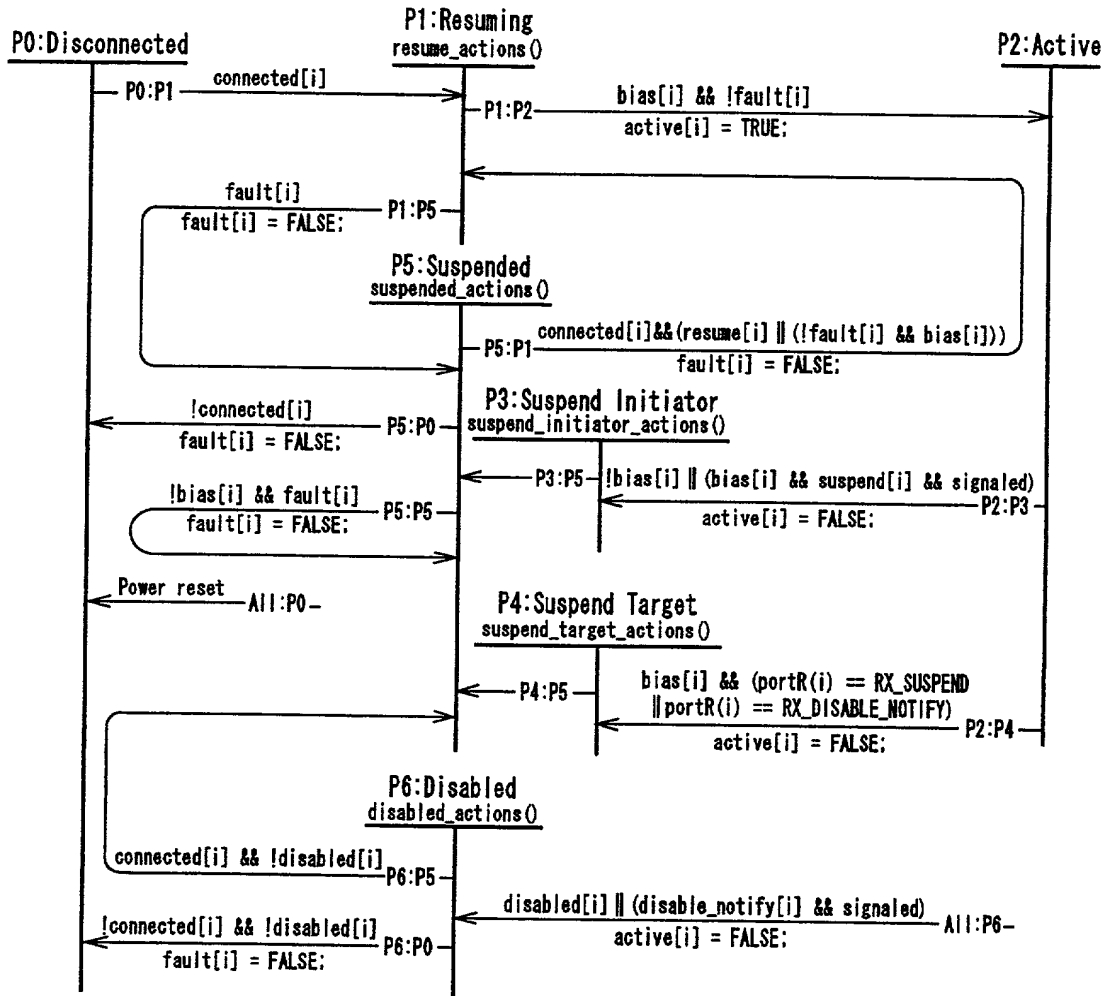 P0:Disconnected
P1:Resuming
resume_actions()
P2:Active
P0:P1
connected[i]
P1:P2
bias[i] && !fault[i]
active[i] = TRUE;
fault[i]
fault[i] = FALSE;
P1:P5
P5:Suspended
suspended_actions()
P5:P1
connected[i]&&(resume[i] || (!fault[i] && bias[i]))
fault[i] = FALSE;
!connected[i]
fault[i] = FALSE;
P5:P0
P3:Suspend Initiator
suspend_initiator_actions()
P3:P5
!bias[i] || (bias[i] && suspend[i] && signaled)
active[i] = FALSE;
P2:P3
!bias[i] && fault[i]
fault[i] = FALSE;
P5:P5
Power reset
All:P0
P4:Suspend Target
suspend_target_actions()
P4:P5
bias[i] && (portR(i) == RX_SUSPEND
||portR(i) == RX_DISABLE_NOTIFY)
active[i] = FALSE;
P2:P4
P6:Disabled
disabled_actions()
connected[i] && !disabled[i]
P6:P5
disabled[i] || (disable_notify[i] && signaled)
active[i] = FALSE;
All:P6
!connected[i] && !disabled[i]
fault[i] = FALSE;
P6:P0